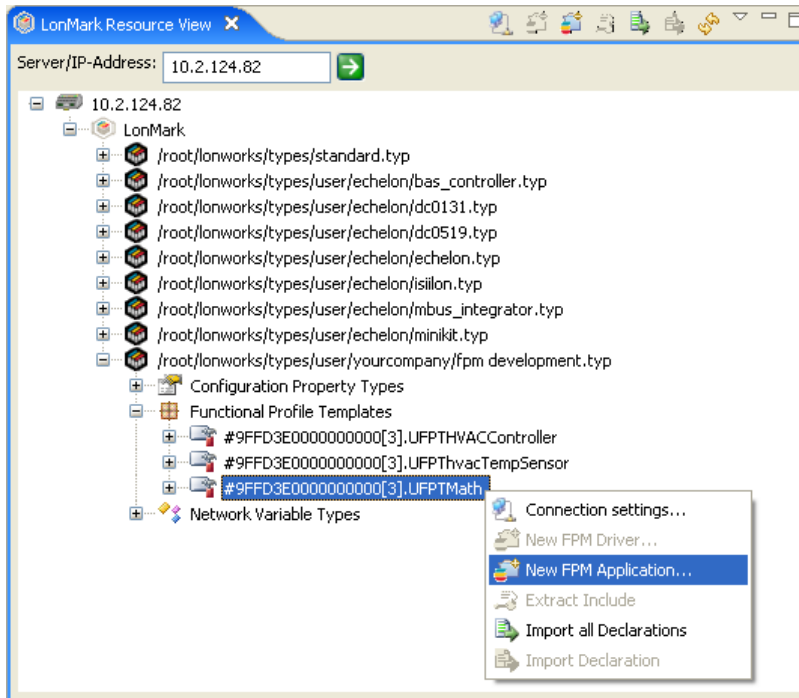 LonMark Resource View
Server/IP-Address: 10.2.124.82
10.2.124.82
LonMark
/root/lonworks/types/standard.typ
/root/lonworks/types/user/echelon/bas_controller.typ
/root/lonworks/types/user/echelon/dc0131.typ
/root/lonworks/types/user/echelon/dc0519.typ
/root/lonworks/types/user/echelon/echelon.typ
/root/lonworks/types/user/echelon/isiilon.typ
/root/lonworks/types/user/echelon/mbus_integrator.typ
/root/lonworks/types/user/echelon/minikit.typ
/root/lonworks/types/user/yourcompany/fpm development.typ
Configuration Property Types
Functional Profile Templates
#9FFD3E0000000000[3].UFPTHVACController
#9FFD3E0000000000[3].UFPThvacTempSensor
#9FFD3E0000000000[3].UFPTMath
Network Variable Types
Connection settings...
New FPM Driver...
New FPM Application...
Extract Include
Import all Declarations
Import Declaration